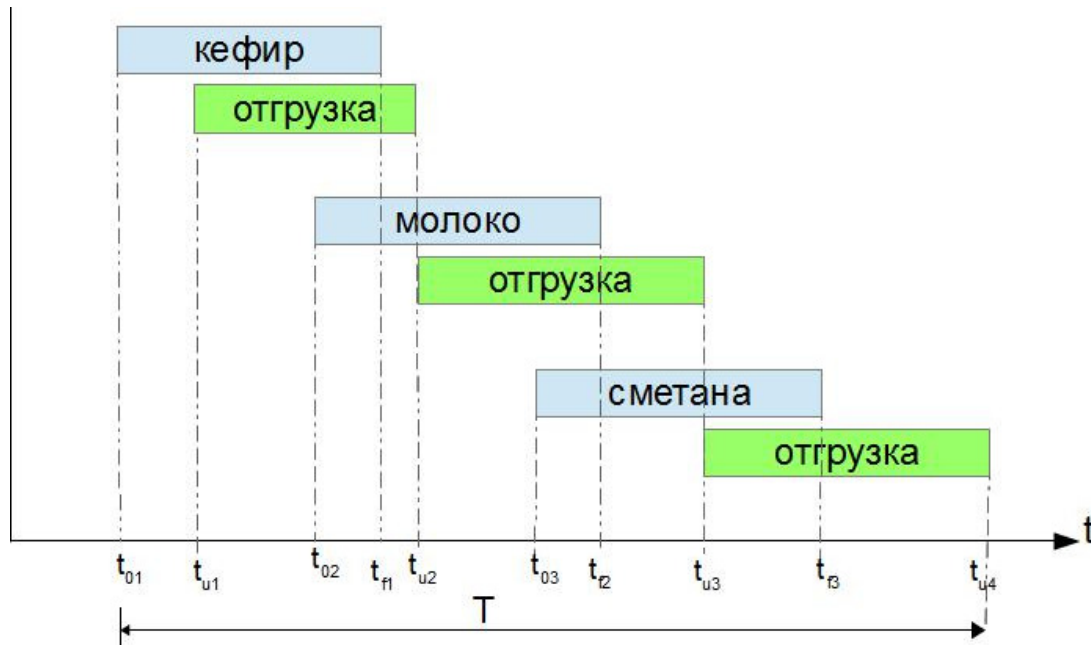 кефир
отгрузка
молоко
отгрузка
сметана
отгрузка
t
t01 tu1 t02 tf1 tu2 t03 tf2 tu3 tf3 tu4
T